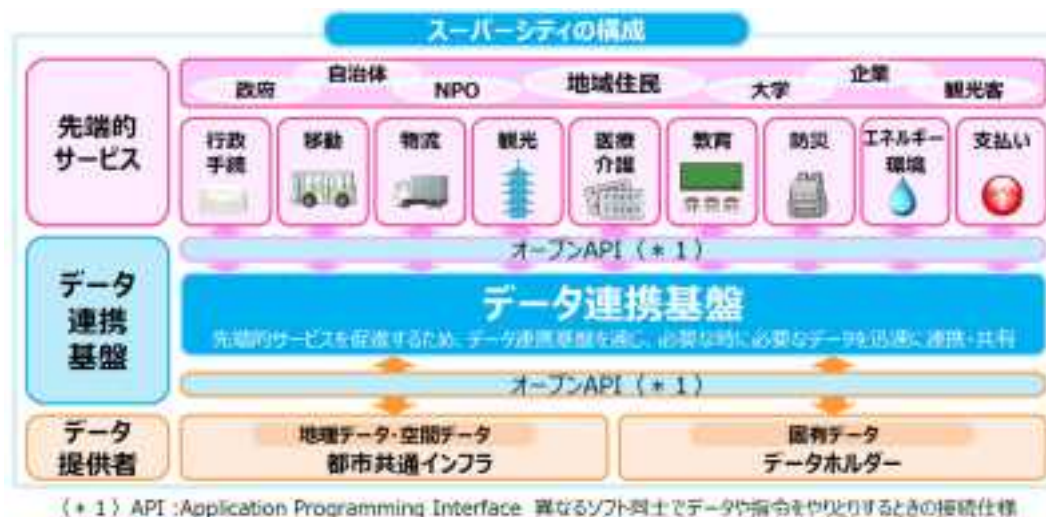 スーパーシティの構成
先端的
サービス
政府
自治体
NPO
地域住民
大学
企業
観光客
行政
手続
移動
物流
観光
医療
介護
教育
防災
エネルギー
環境
支払い
オープンAPI（＊１）
データ
連携
基盤
データ連携基盤
先端的サービスを促進するため、データ連携基盤を通じ、必要な時に必要なデータを迅速に連携・共有
オープンAPI（＊１）
データ
提供者
地理データ・空間データ
都市共通インフラ
固有データ
データホルダー
（＊１）API :Application Programming Interface 異なるソフト同士でデータや指令をやりとりするときの接続仕様